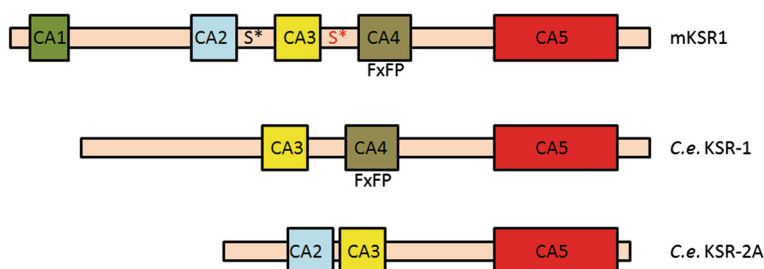 CA1 CA2 S* CA3 S* CA4 CA5 mKSR1
FxFP
CA3 CA4 CA5 C.e. KSR-1
FxFP
CA2 CA3 CA5 C.e. KSR-2A